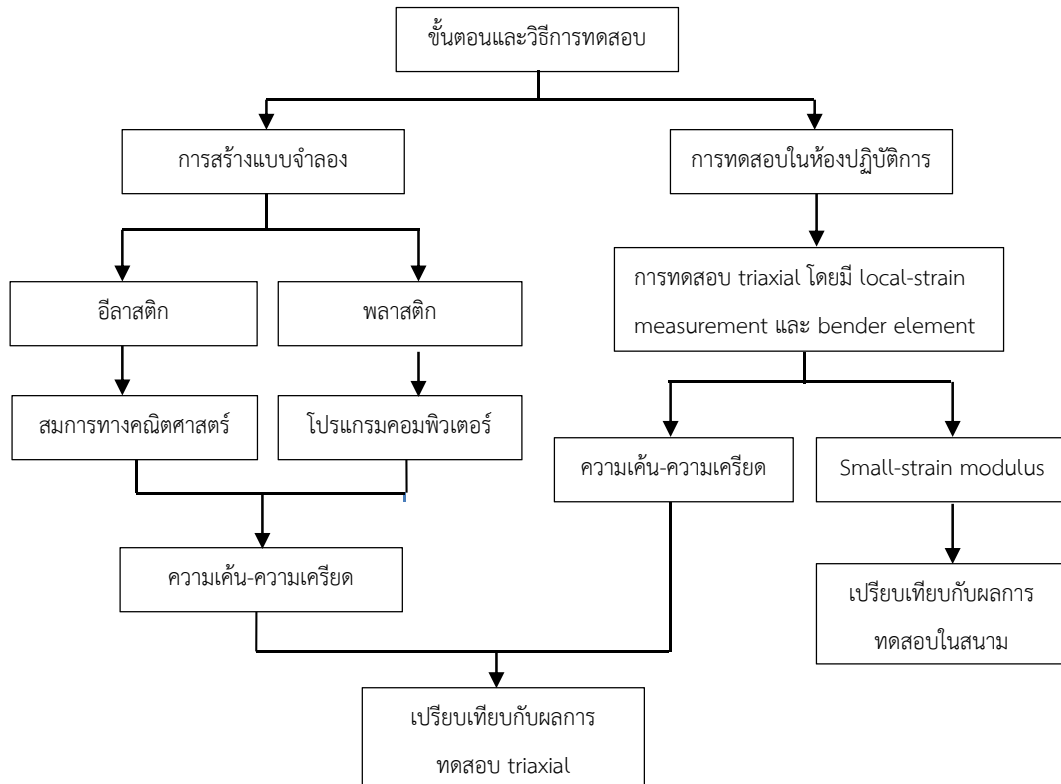 ขั้นตอนและวิธีการทดสอบ
การสร้างแบบจำลอง
การทดสอบในห้องปฏิบัติการ
อีลาสติก
พลาสติก
การทดสอบ triaxial โดยมี local-strain
measurement และ bender element
สมการทางคณิตศาสตร์
โปรแกรมคอมพิวเตอร์
ความเค้น-ความเครียด
Small-strain modulus
ความเค้น-ความเครียด
เปรียบเทียบกับผลการ
ทดสอบในสนาม
เปรียบเทียบกับผลการ
ทดสอบ triaxial